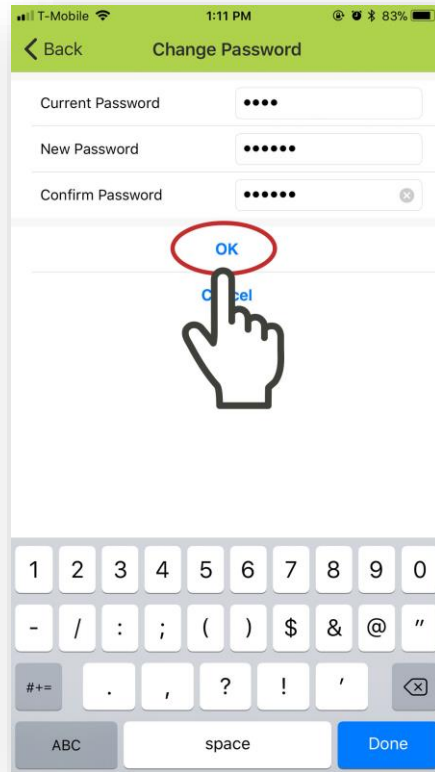 T-Mobile 1:11 PM 83%
Back Change Password
Current Password ••••
New Password ••••••
Confirm Password ••••••
OK
1 2 3 4 5 6 7 8 9 0
- / : ; ( ) $ & @ "
#+= . , ? ! '
ABC space Done